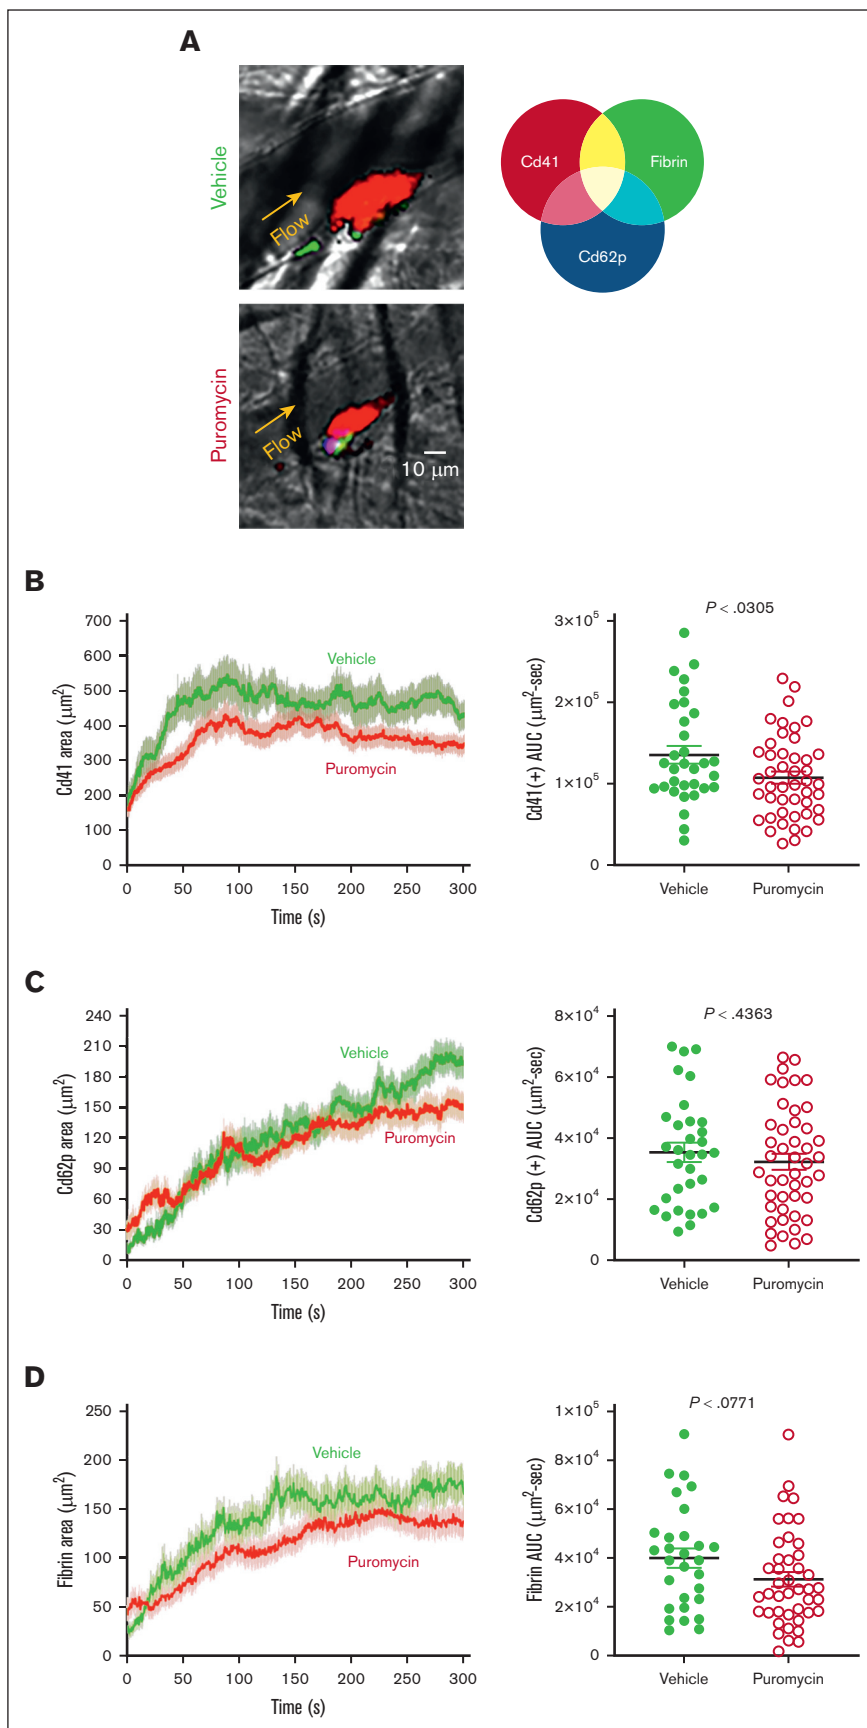 A
Vehicle
Flow
Cd41
Fibrin
Cd62p
Puromycin
Flow
10 μm
B
Cd41 area (μm²)
700
600
500
400
300
200
100
0
Vehicle
Puromycin
0 50 100 150 200 250 300
Time (s)
Cd41(+) AUC (μm²-sec)
P < .0305
3×10⁵
2×10⁵
1×10⁵
0
Vehicle Puromycin
C
Cd62p area (μm²)
240
210
180
150
120
90
60
30
0
Vehicle
Puromycin
0 50 100 150 200 250 300
Time (s)
Cd62p (+) AUC (μm²-sec)
P < .4363
8×10⁴
6×10⁴
4×10⁴
2×10⁴
0
Vehicle Puromycin
D
Fibrin area (μm²)
250
200
150
100
50
0
Vehicle
Puromycin
0 50 100 150 200 250 300
Time (s)
Fibrin AUC (μm²-sec)
P < .0771
1×10⁵
8×10⁴
6×10⁴
4×10⁴
2×10⁴
0
Vehicle Puromycin